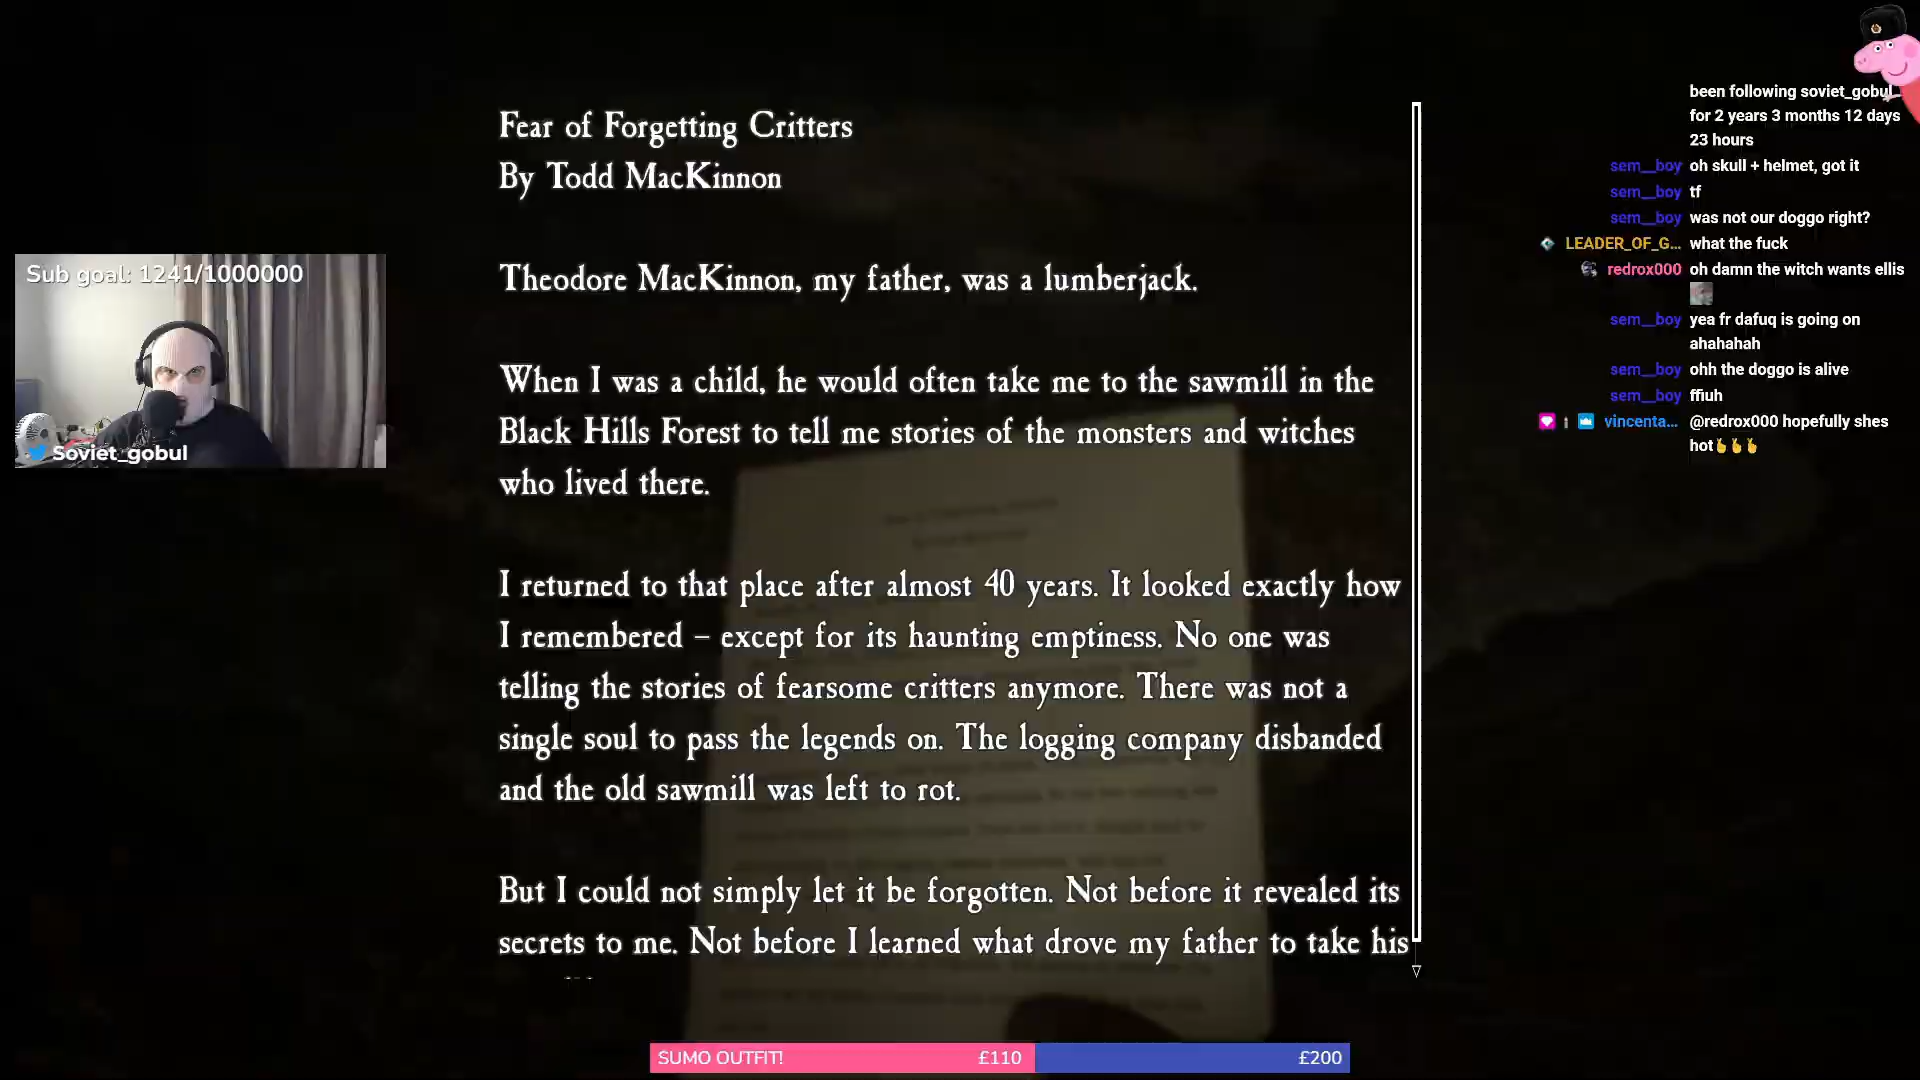 Fear of Forgetting Critters
By Todd MacKinnon
Theodore MacKinnon, my father, was a lumberjack.
When I was a child, he would often take me to the sawmill in the
Black Hills Forest to tell me stories of the monsters and witches
who lived there.
I returned to that place after almost 40 years. It looked exactly how
I remembered – except for its haunting emptiness. No one was
telling the stories of fearsome critters anymore. There was not a
single soul to pass the legends on. The logging company disbanded
and the old sawmill was left to rot.
But I could not simply let it be forgotten. Not before it revealed its
secrets to me. Not before I learned what drove my father to take his
Sub goal: 1241/1000000
Soviet_gobul
been following soviet_gobul_
for 2 years 3 months 12 days
23 hours
sem__boy oh skull + helmet, got it
sem__boy tf
sem__boy was not our doggo right?
LEADER_OF_G... what the fuck
redrox000 oh damn the witch wants ellis
sem__boy yea fr dafuq is going on
ahahahah
sem__boy ohh the doggo is alive
sem__boy ffiuh
vincenta... @redrox000 hopefully shes
hot🫰🫰🫰
SUMO OUTFIT! £110 £200